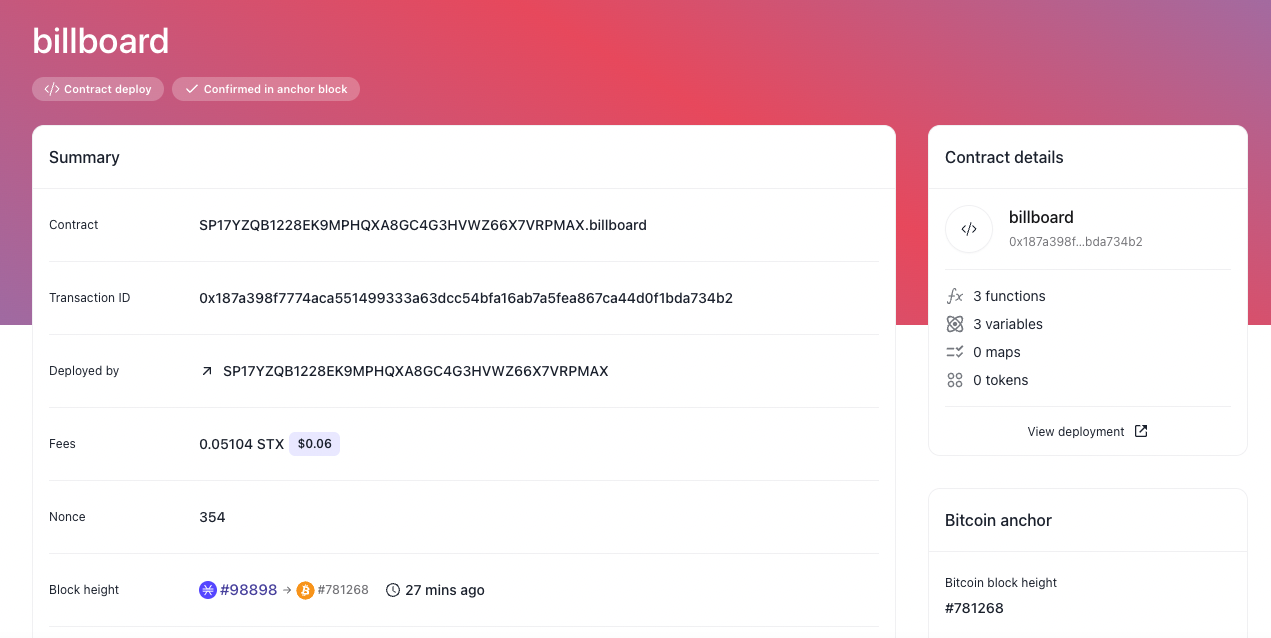 billboard
</> Contract deploy
Confirmed in anchor block
Summary
Contract
SP17YZQB1228EK9MPHQXA8GC4G3HVWZ66X7VRPMAX.billboard
Transaction ID
0x187a398f7774aca551499333a63dcc54bfa16ab7a5fea867ca44d0f1bda734b2
Deployed by
SP17YZQB1228EK9MPHQXA8GC4G3HVWZ66X7VRPMAX
Fees
0.05104 STX $0.06
Nonce
354
Block height
#98898 → #781268 27 mins ago
Contract details
</>
billboard
0x187a398f...bda734b2
fx 3 functions
3 variables
0 maps
0 tokens
View deployment
Bitcoin anchor
Bitcoin block height
#781268